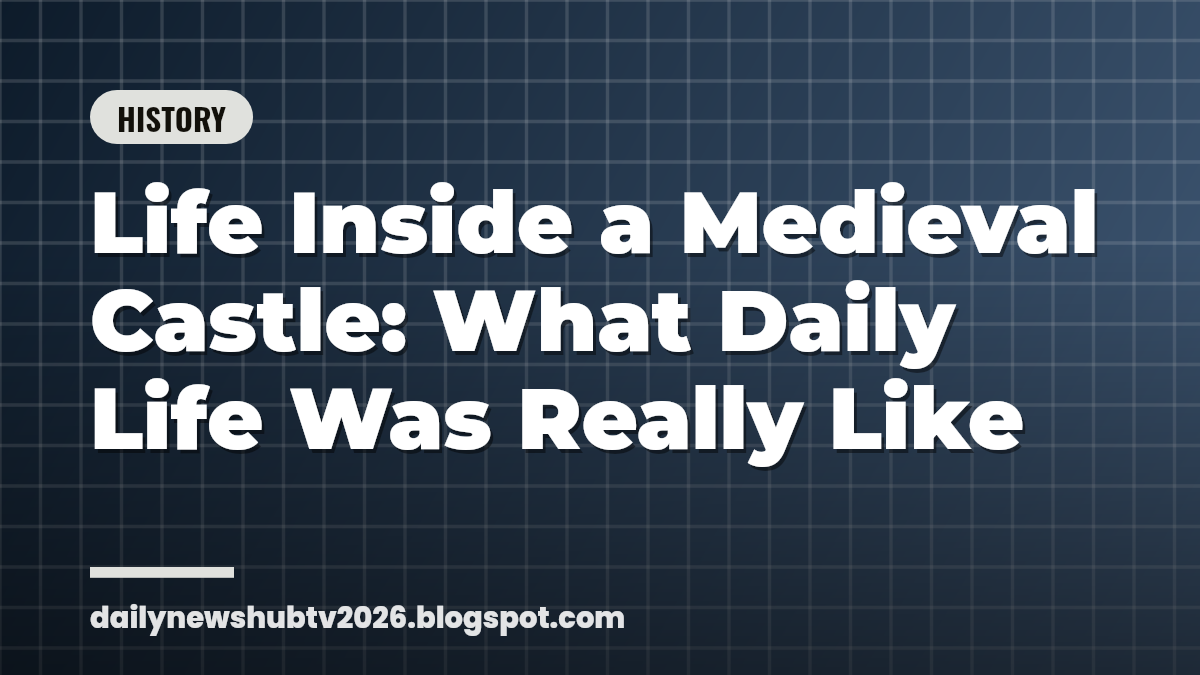 HISTORY
Life Inside a Medieval
Castle: What Daily
Life Was Really Like
dailynewshubtv2026.blogspot.com